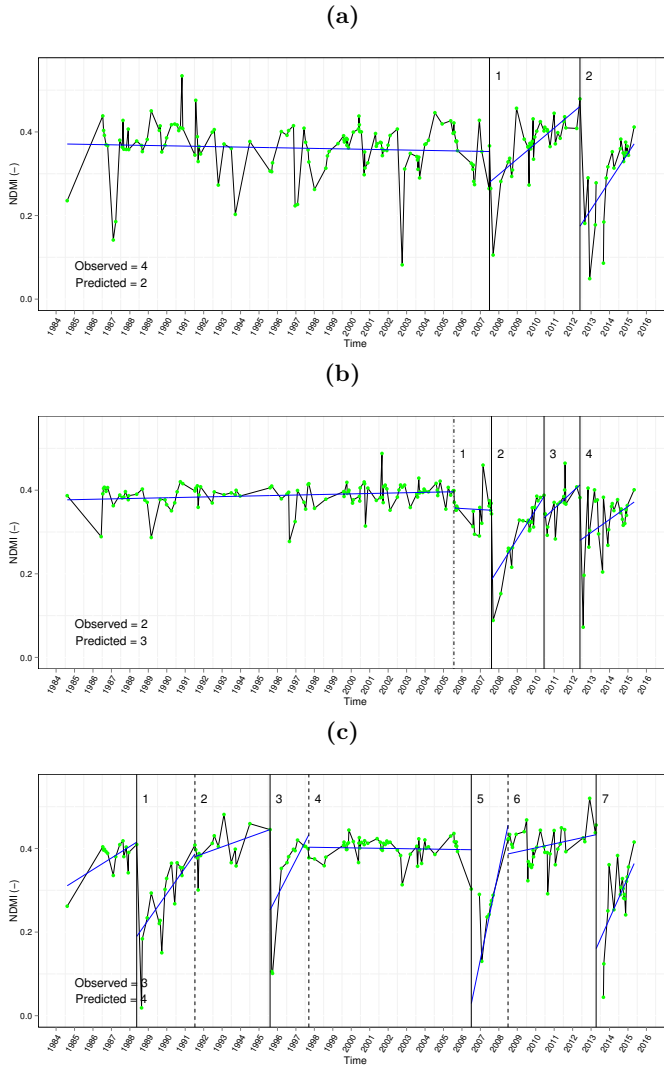 (a)
1
2
NDMI (–)
0.4
0.2
0.0
Observed = 4
Predicted = 2
1984 1985 1986 1987 1988 1989 1990 1991 1992 1993 1994 1995 1996 1997 1998 1999 2000 2001 2002 2003 2004 2005 2006 2007 2008 2009 2010 2011 2012 2013 2014 2015 2016
Time
(b)
1
2
3
4
NDMI (–)
0.4
0.2
0.0
Observed = 2
Predicted = 3
1984 1985 1986 1987 1988 1989 1990 1991 1992 1993 1994 1995 1996 1997 1998 1999 2000 2001 2002 2003 2004 2005 2006 2007 2008 2009 2010 2011 2012 2013 2014 2015 2016
Time
(c)
1
2
3
4
5
6
7
NDMI (–)
0.4
0.2
0.0
Observed = 3
Predicted = 4
1984 1985 1986 1987 1988 1989 1990 1991 1992 1993 1994 1995 1996 1997 1998 1999 2000 2001 2002 2003 2004 2005 2006 2007 2008 2009 2010 2011 2012 2013 2014 2015 2016
Time